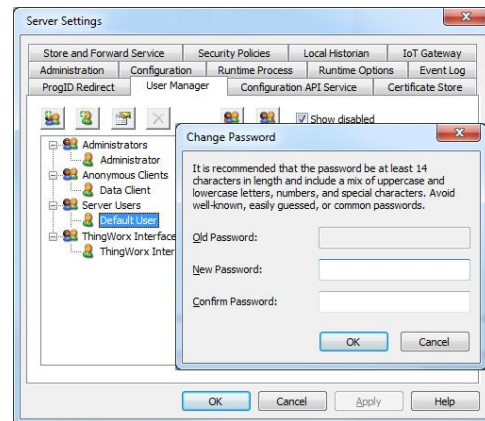 Server Settings
Store and Forward Service Security Policies Local Historian IoT Gateway
Administration Configuration Runtime Process Runtime Options Event Log
ProgID Redirect User Manager Configuration API Service Certificate Store
Show disabled
Administrators
Administrator
Anonymous Clients
Data Client
Server Users
Default User
ThingWorx Interface
ThingWorx Inter
Change Password
It is recommended that the password be at least 14
characters in length and include a mix of uppercase and
lowercase letters, numbers, and special characters. Avoid
well-known, easily guessed, or common passwords.
Old Password:
New Password:
Confirm Password:
OK Cancel
OK Cancel Apply Help